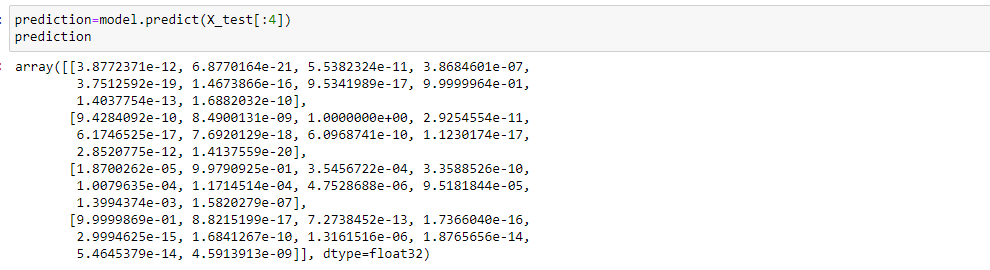 prediction=model.predict(X_test[:4])
prediction
array([[3.8772371e-12, 6.8770164e-21, 5.5382324e-11, 3.8684601e-07,
3.7512592e-19, 1.4673866e-16, 9.5341989e-17, 9.9999964e-01,
1.4037754e-13, 1.6882032e-10],
[9.4284092e-10, 8.4900131e-09, 1.0000000e+00, 2.9254554e-11,
6.1746525e-17, 7.6920129e-18, 6.0968741e-10, 1.1230174e-17,
2.8520775e-12, 1.4137559e-20],
[1.8700262e-05, 9.9790925e-01, 3.5456722e-04, 3.3588526e-10,
1.0079635e-04, 1.1714514e-04, 4.7528688e-06, 9.5181844e-05,
1.3994374e-03, 1.5820279e-07],
[9.9999869e-01, 8.8215199e-17, 7.2738452e-13, 1.7366040e-16,
2.9994625e-15, 1.6841267e-10, 1.3161516e-06, 1.8765656e-14,
5.4645379e-14, 4.5913913e-09]], dtype=float32)